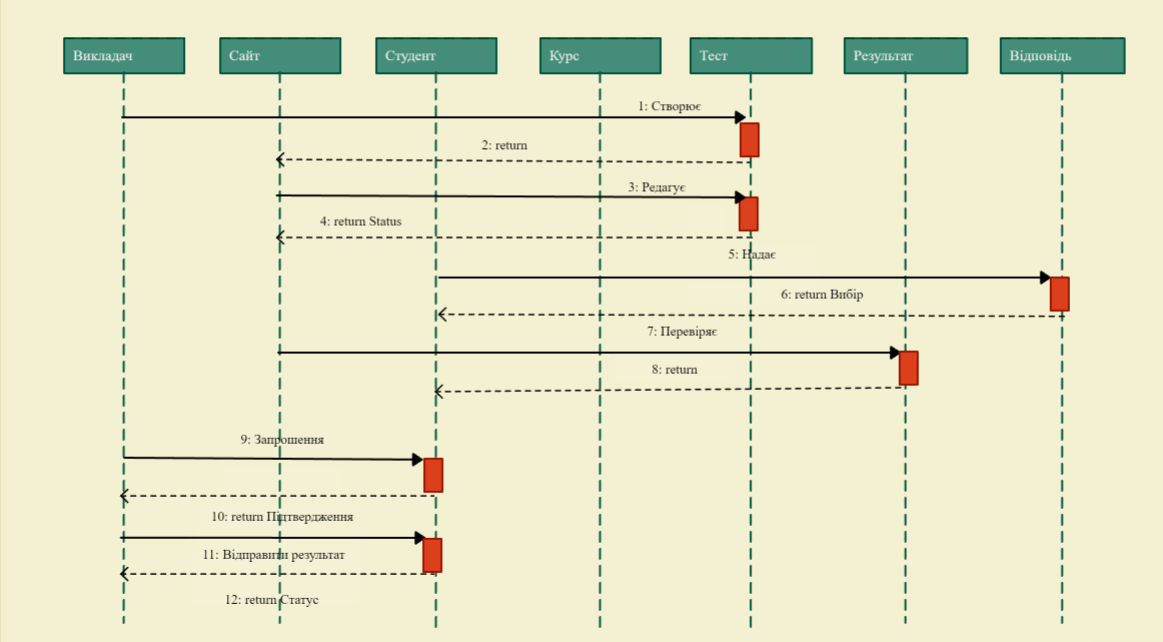 Викладач
Сайт
Студент
Курс
Тест
Результат
Відповідь
1: Створює
2: return
3: Редагує
4: return Status
5: Надає
6: return Вибір
7: Перевіряє
8: return
9: Запрошення
10: return Підтвердження
11: Відправити результат
12: return Статус